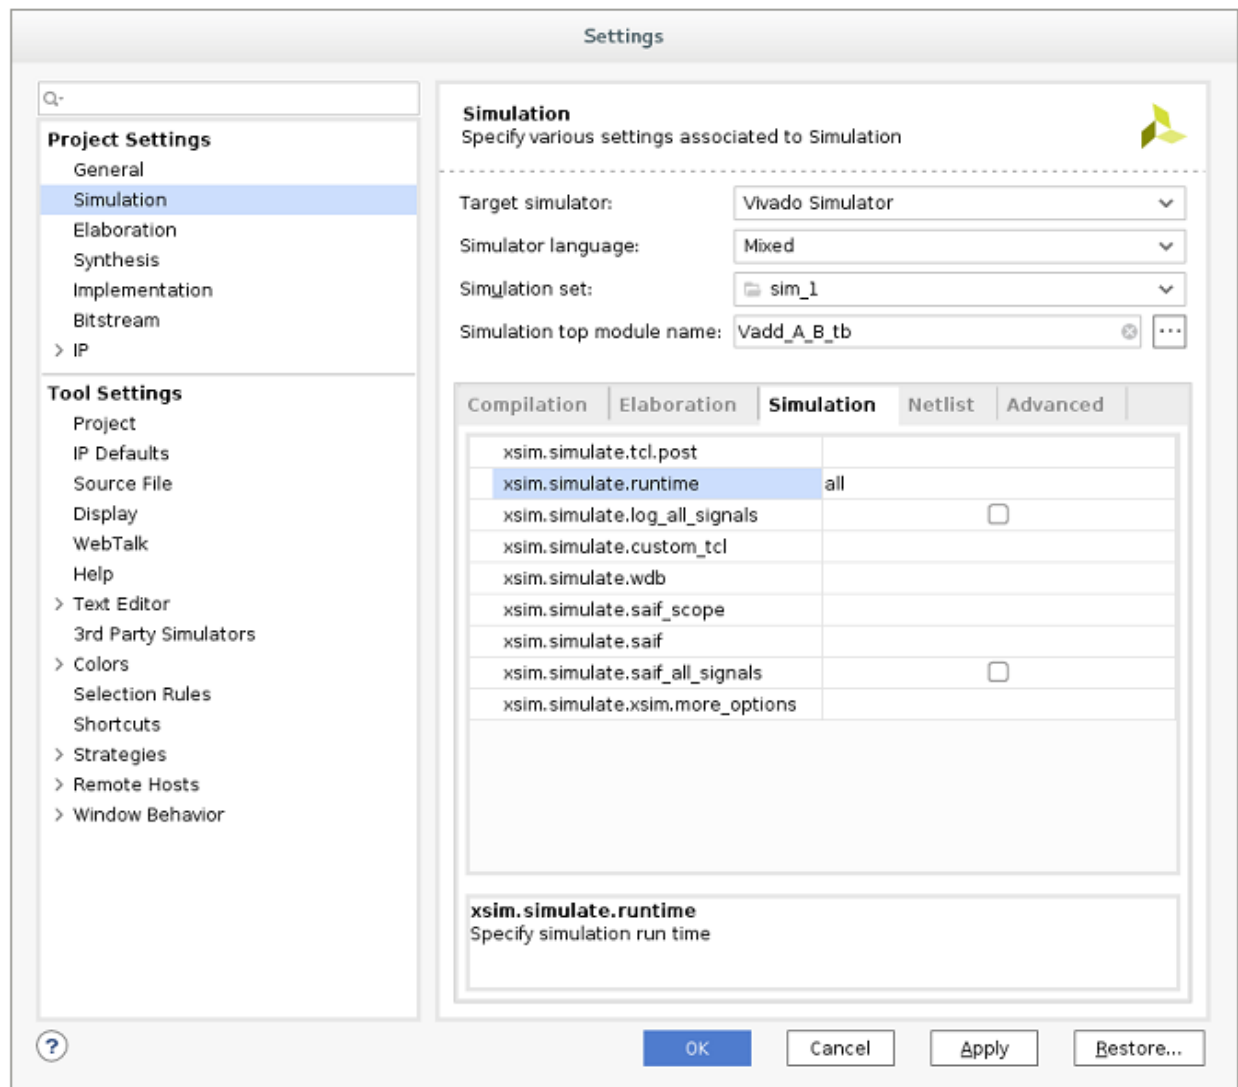 Settings
Project Settings
General
Simulation
Elaboration
Synthesis
Implementation
Bitstream
IP
Tool Settings
Project
IP Defaults
Source File
Display
WebTalk
Help
Text Editor
3rd Party Simulators
Colors
Selection Rules
Shortcuts
Strategies
Remote Hosts
Window Behavior
Simulation
Specify various settings associated to Simulation
Target simulator: Vivado Simulator
Simulator language: Mixed
Simulation set: sim_1
Simulation top module name: Vadd_A_B_tb ...
Compilation Elaboration Simulation Netlist Advanced
xsim.simulate.tcl.post
xsim.simulate.runtime all
xsim.simulate.log_all_signals
xsim.simulate.custom_tcl
xsim.simulate.wdb
xsim.simulate.saif_scope
xsim.simulate.saif
xsim.simulate.saif_all_signals
xsim.simulate.xsim.more_options
xsim.simulate.runtime
Specify simulation run time
? OK Cancel Apply Restore...